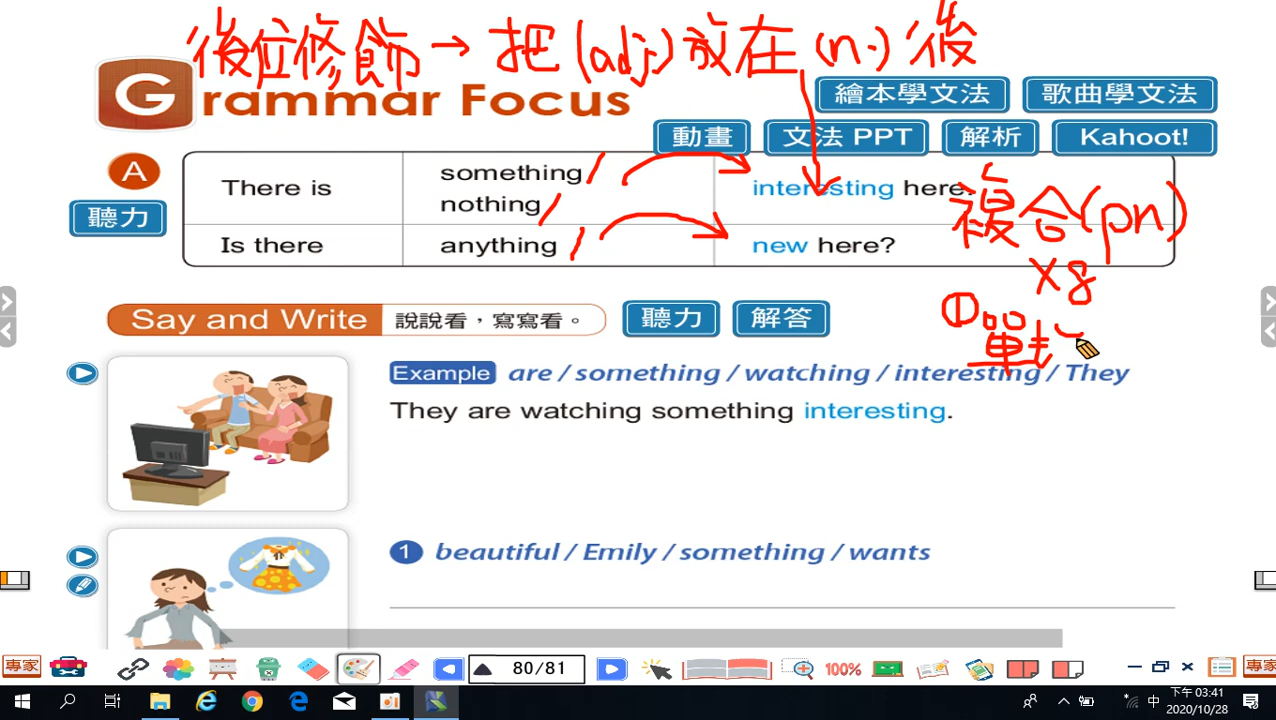 後位修飾→把(adj)放在(n.)後
Grammar Focus
繪本學文法 歌曲學文法
動畫 文法 PPT 解析 Kahoot!
A
聽力
There is something interesting here.
nothing
Is there anything new here?
複合(pn)
x8
①單
Say and Write 說說看，寫寫看。 聽力 解答
Example are / something / watching / interesting / They
They are watching something interesting.
1 beautiful / Emily / something / wants
專家 80/81 100% 專家
中 下午 03:41
2020/10/28